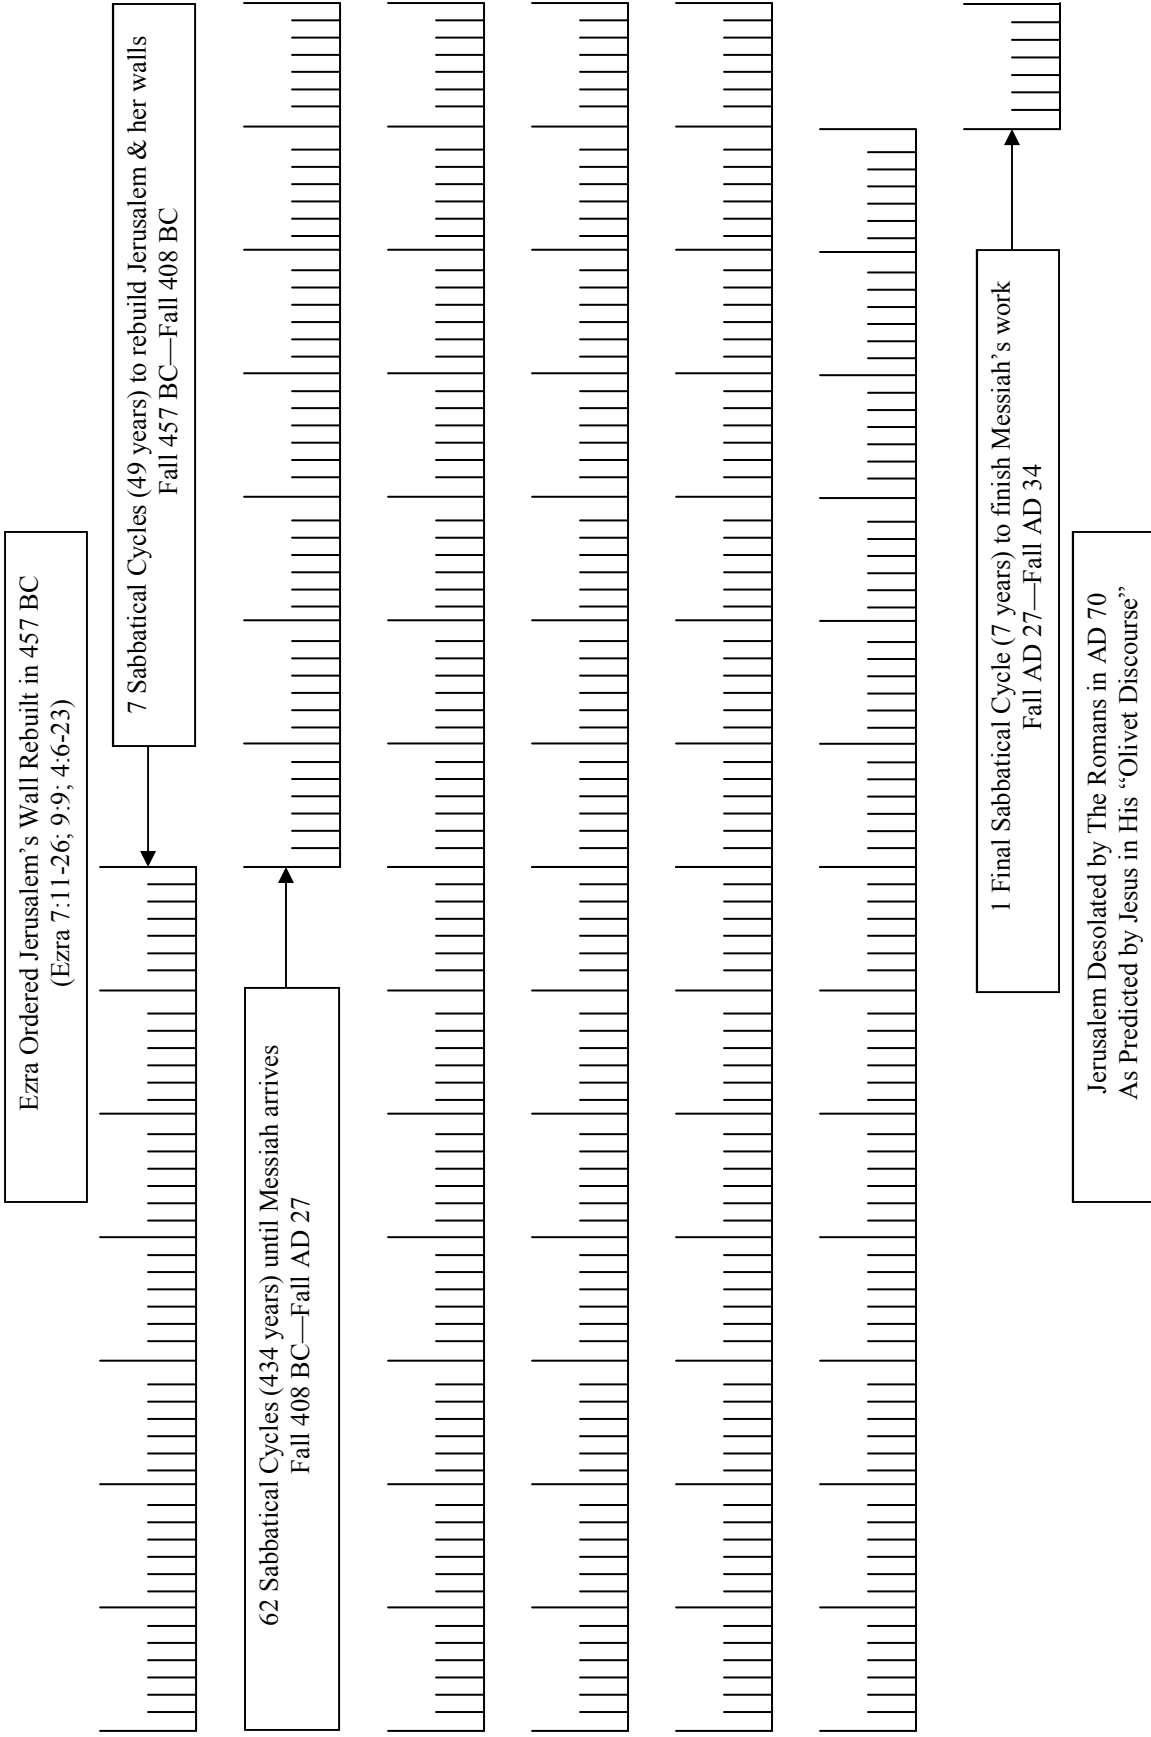 Ezra Ordered Jerusalem’s Wall Rebuilt in 457 BC
(Ezra 7:11-26; 9:9; 4:6-23)
7 Sabbatical Cycles (49 years) to rebuild Jerusalem & her walls
Fall 457 BC—Fall 408 BC
62 Sabbatical Cycles (434 years) until Messiah arrives
Fall 408 BC—Fall AD 27
1 Final Sabbatical Cycle (7 years) to finish Messiah’s work
Fall AD 27—Fall AD 34
Jerusalem Desolated by The Romans in AD 70
As Predicted by Jesus in His “Olivet Discourse”